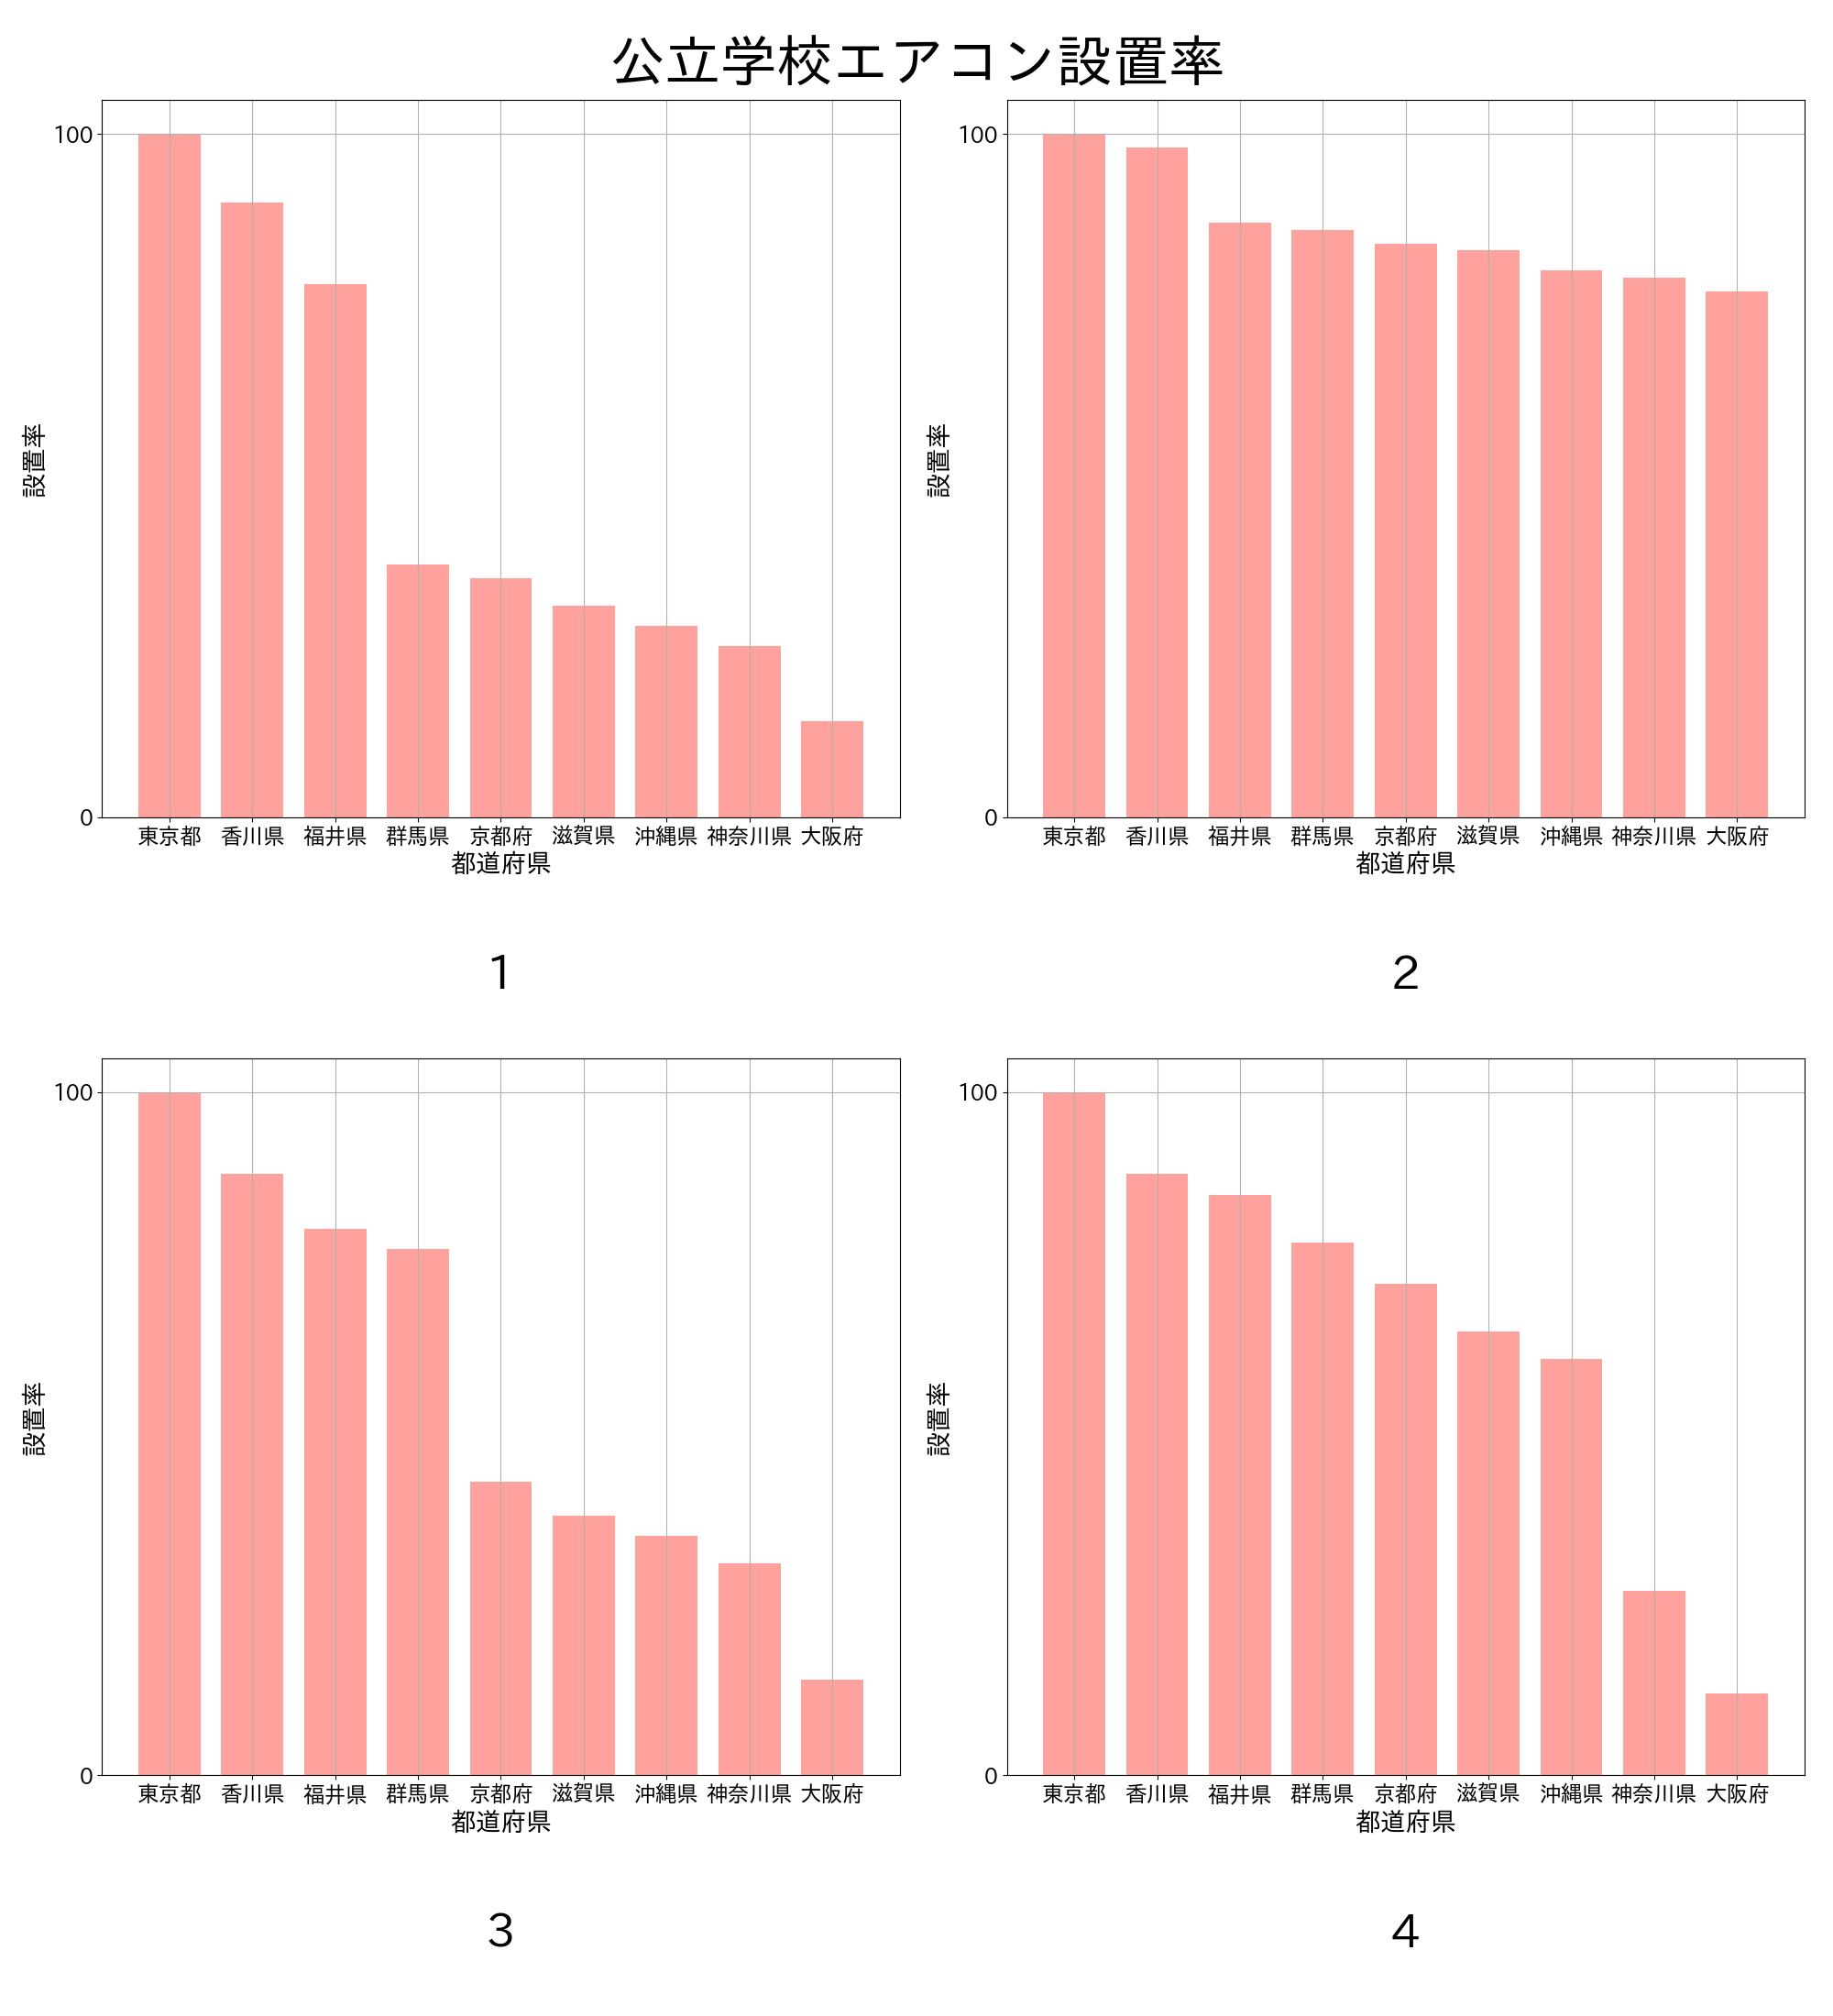 公立学校エアコン設置率
100
0
設置率
東京都 香川県 福井県 群馬県 京都府 滋賀県 沖縄県 神奈川県 大阪府
都道府県
1
100
0
設置率
東京都 香川県 福井県 群馬県 京都府 滋賀県 沖縄県 神奈川県 大阪府
都道府県
2
100
0
設置率
東京都 香川県 福井県 群馬県 京都府 滋賀県 沖縄県 神奈川県 大阪府
都道府県
3
100
0
設置率
東京都 香川県 福井県 群馬県 京都府 滋賀県 沖縄県 神奈川県 大阪府
都道府県
4